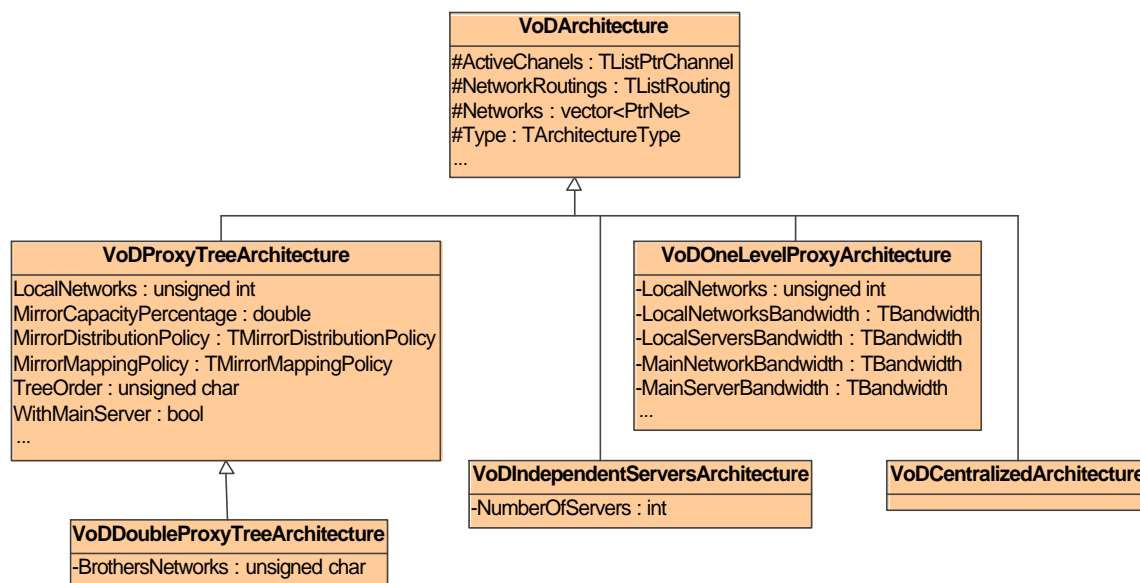 VoDArchitecture
#ActiveChanels : TListPtrChannel
#NetworkRoutings : TListRouting
#Networks : vector<PtrNet>
#Type : TArchitectureType
...
VoDProxyTreeArchitecture
LocalNetworks : unsigned int
MirrorCapacityPercentage : double
MirrorDistributionPolicy : TMirrorDistributionPolicy
MirrorMappingPolicy : TMirrorMappingPolicy
TreeOrder : unsigned char
WithMainServer : bool
...
VoDOneLevelProxyArchitecture
-LocalNetworks : unsigned int
-LocalNetworksBandwidth : TBandwidth
-LocalServersBandwidth : TBandwidth
-MainNetworkBandwidth : TBandwidth
-MainServerBandwidth : TBandwidth
...
VoDIndependentServersArchitecture
-NumberOfServers : int
VoDCentralizedArchitecture
VoDDoubleProxyTreeArchitecture
-BrothersNetworks : unsigned char